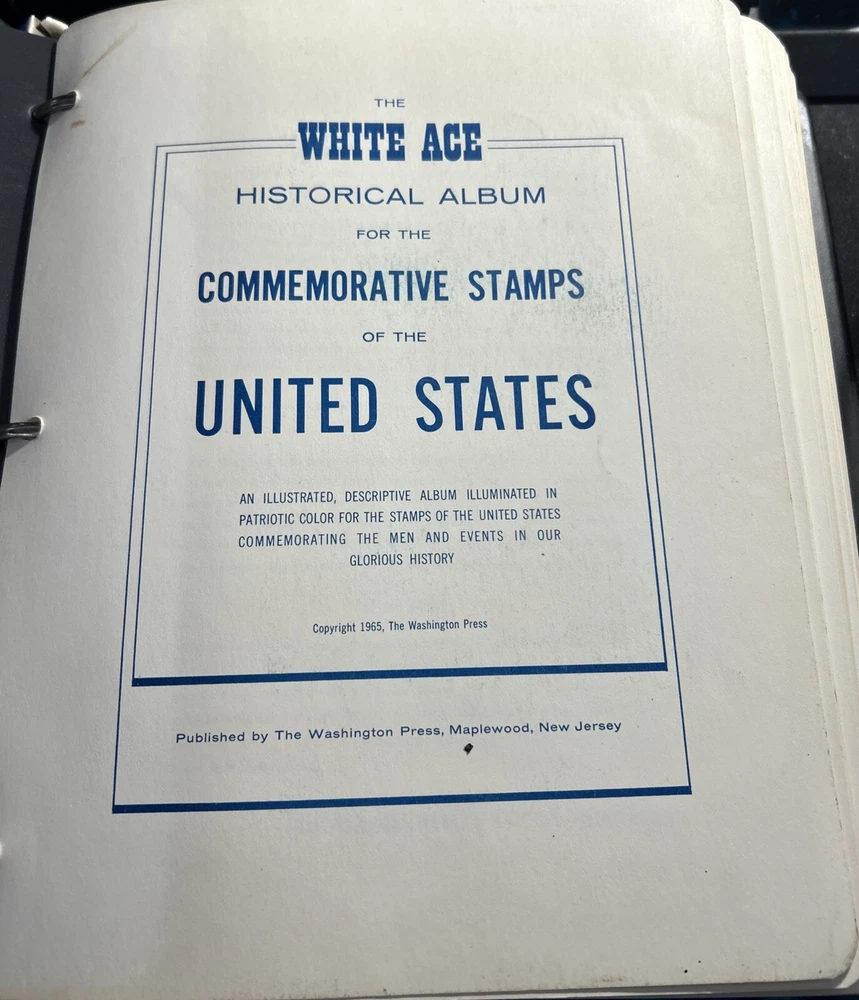 THE
WHITE ACE
HISTORICAL ALBUM
FOR THE
COMMEMORATIVE STAMPS
OF THE
UNITED STATES
AN ILLUSTRATED, DESCRIPTIVE ALBUM ILLUMINATED IN
PATRIOTIC COLOR FOR THE STAMPS OF THE UNITED STATES
COMMEMORATING THE MEN AND EVENTS IN OUR
GLORIOUS HISTORY
Copyright 1965, The Washington Press
Published by The Washington Press, Maplewood, New Jersey